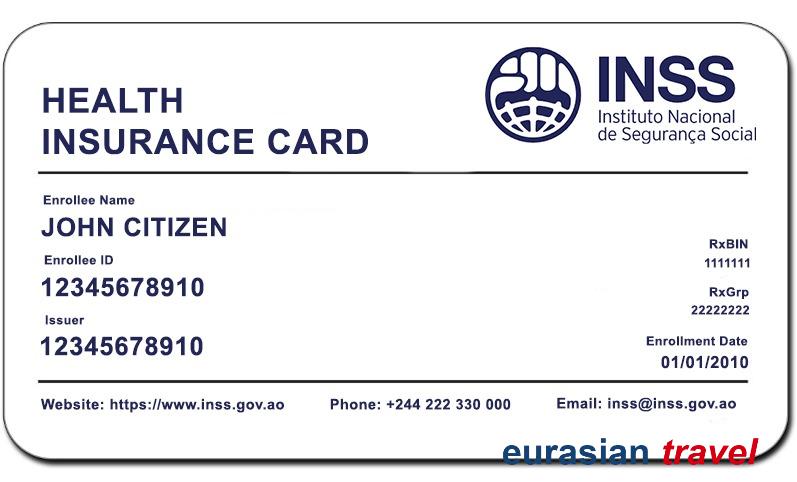 HEALTH
INSURANCE CARD
INSS
Instituto Nacional
de Segurança Social
Enrollee Name
JOHN CITIZEN
Enrollee ID
12345678910
Issuer
12345678910
RxBIN
1111111
RxGrp
22222222
Enrollment Date
01/01/2010
Website: https://www.inss.gov.ao
Phone: +244 222 330 000
Email: inss@inss.gov.ao
eurasian travel